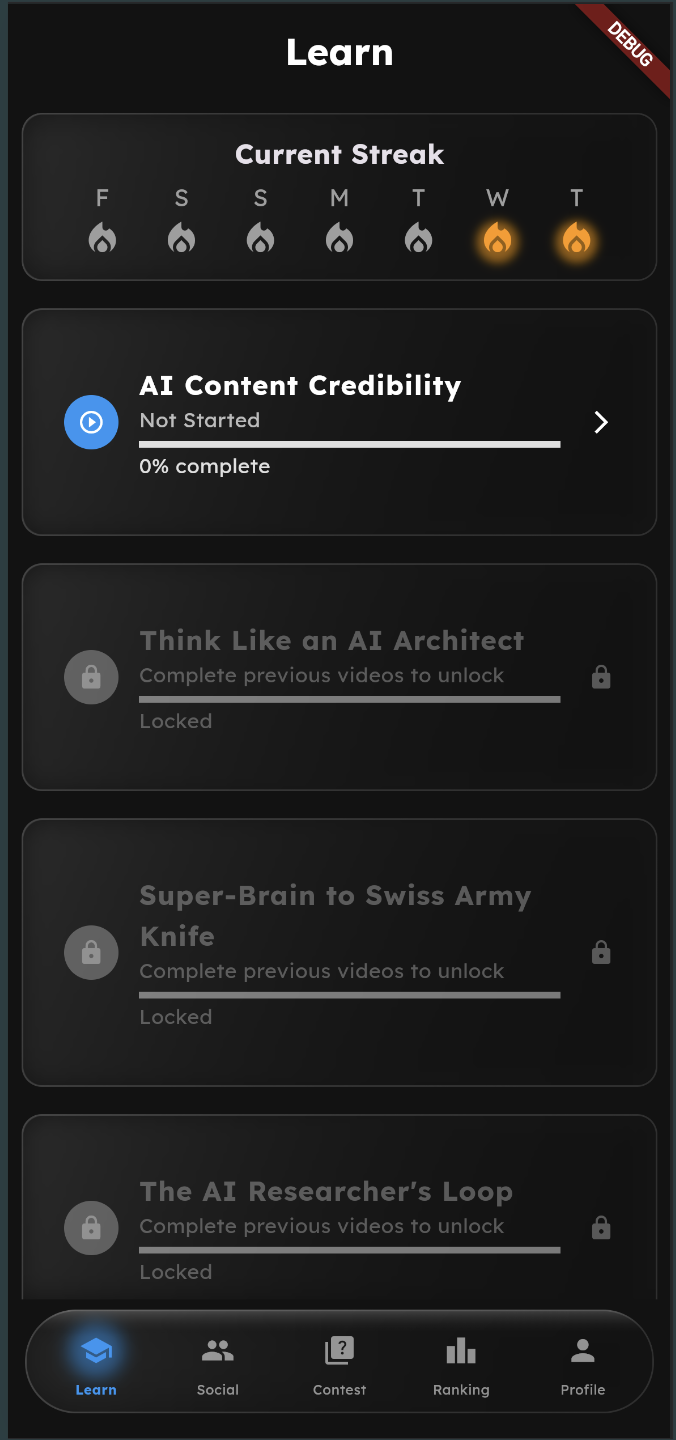 DEBUG
Learn
Current Streak
F S S M T W T
AI Content Credibility
Not Started
0% complete
Think Like an AI Architect
Complete previous videos to unlock
Locked
Super-Brain to Swiss Army
Knife
Complete previous videos to unlock
Locked
The AI Researcher's Loop
Complete previous videos to unlock
Locked
?
Learn Social Contest Ranking Profile